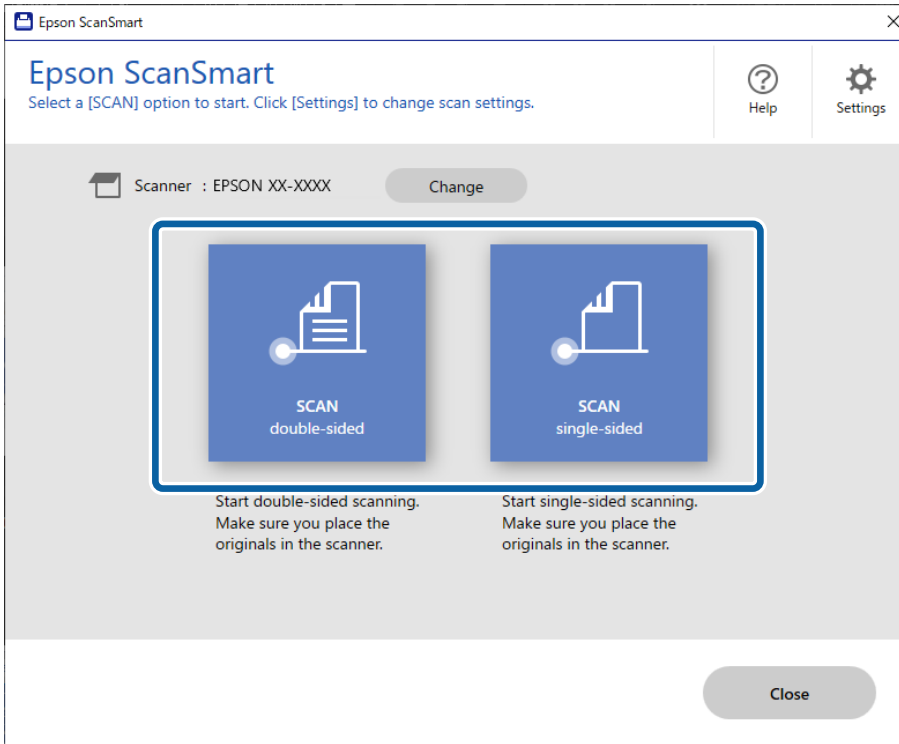 Epson ScanSmart
Epson ScanSmart
Select a [SCAN] option to start. Click [Settings] to change scan settings.
Help
Settings
Scanner : EPSON XX-XXXX
Change
SCAN
double-sided
SCAN
single-sided
Start double-sided scanning.
Make sure you place the
originals in the scanner.
Start single-sided scanning.
Make sure you place the
originals in the scanner.
Close